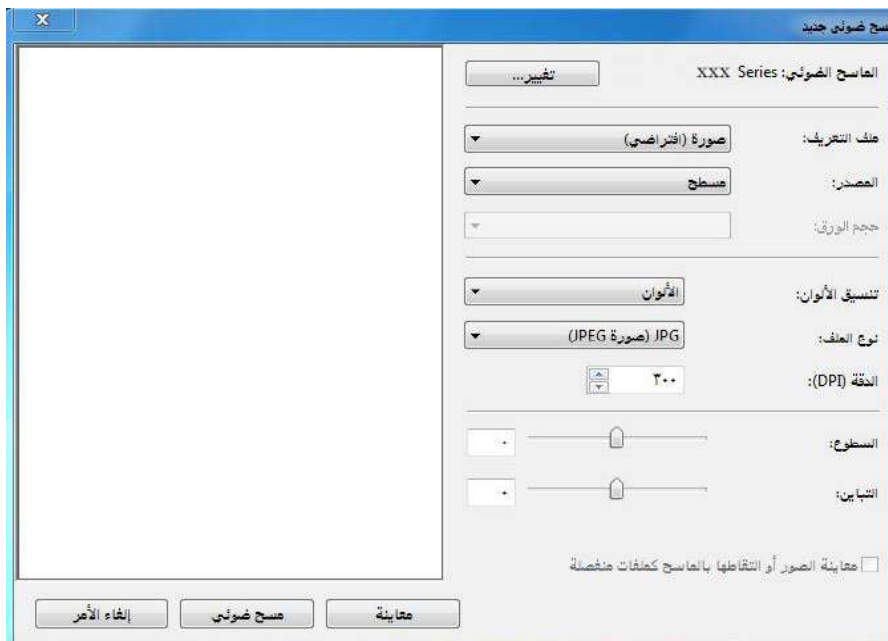 مسح ضوئي جديد
الماسح الضوئي: XXX Series
تغيير...
ملف التعريف:
صورة (افتراضي)
المصدر:
مسطح
حجم الورق:
تنسيق الألوان:
الألوان
نوع الملف:
JPG (صورة JPEG)
الدقة (DPI):
٣٠٠
السطوع:
٠
التباين:
٠
معاينة الصور أو التقاطها بالماسح كملفات منفصلة
معاينة
مسح ضوئي
إلغاء الأمر